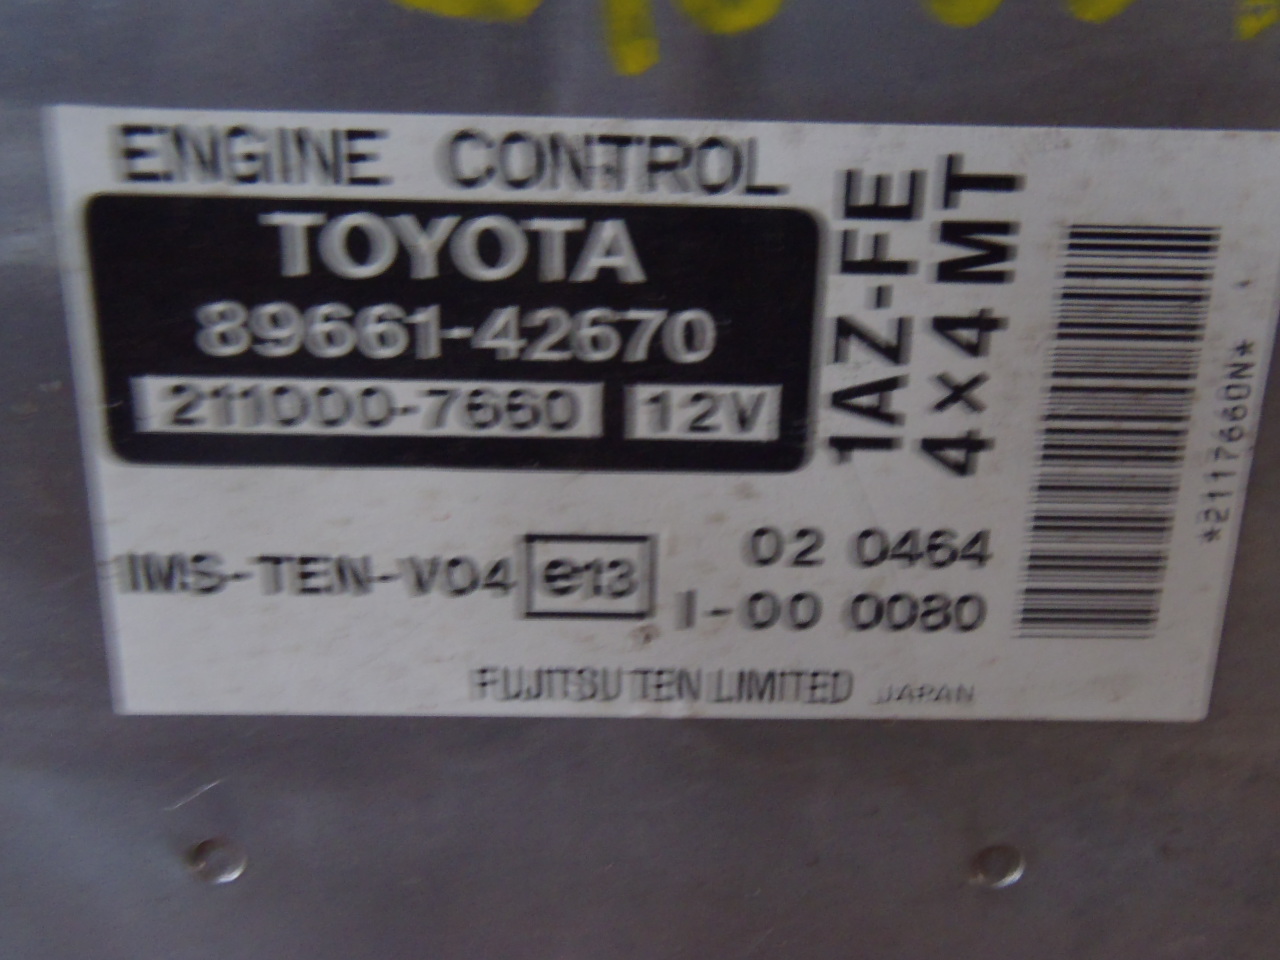 ENGINE CONTROL
TOYOTA
89661-42670
211000-7660 12V
1AZ-FE
4×4 MT
*2117660N*
IMS-TEN-V04 e13 02 0464
I-00 0080
FUJITSU TEN LIMITED JAPAN